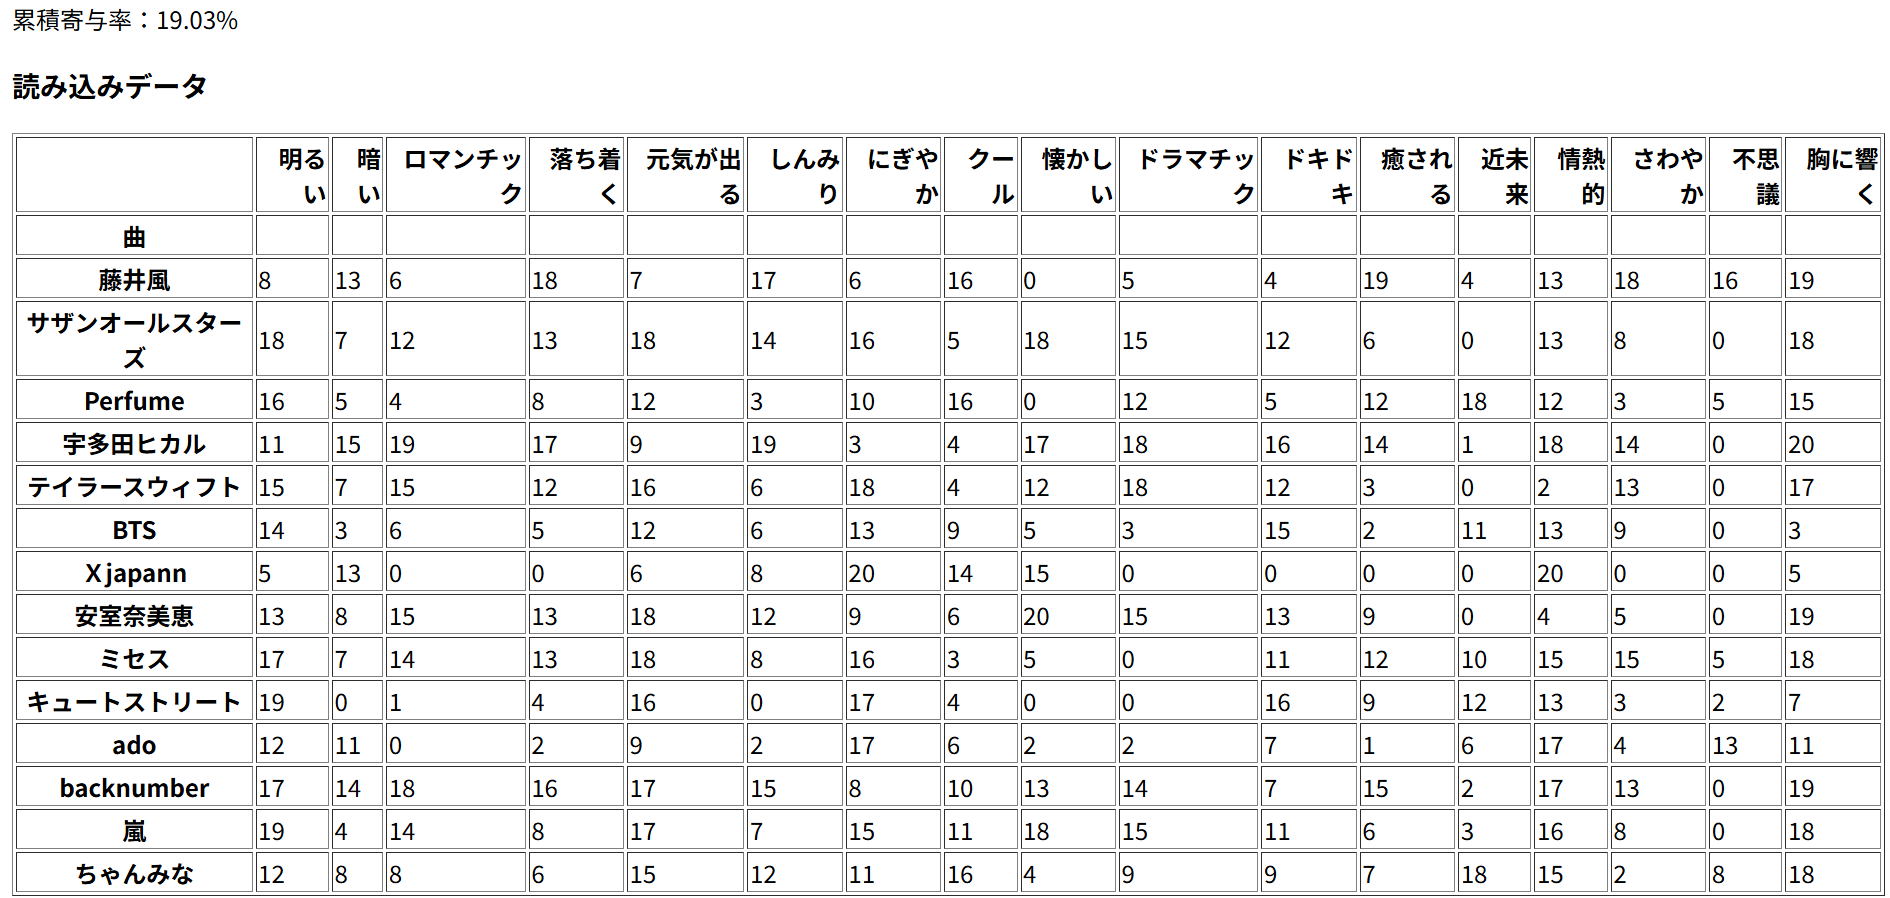 累積寄与率：19.03%
読み込みデータ
明るい 暗い ロマンチック 落ち着く 元気が出る しんみり にぎやか クール 懐かしい ドラマチック ドキドキ 癒される 近未来 情熱的 さわやか 不思議 胸に響く
曲
藤井風 8 13 6 18 7 17 6 16 0 5 4 19 4 13 18 16 19
サザンオールスターズ 18 7 12 13 18 14 16 5 18 15 12 6 0 13 8 0 18
Perfume 16 5 4 8 12 3 10 16 0 12 5 12 18 12 3 5 15
宇多田ヒカル 11 15 19 17 9 19 3 4 17 18 16 14 1 18 14 0 20
テイラースウィフト 15 7 15 12 16 6 18 4 12 18 12 3 0 2 13 0 17
BTS 14 3 6 5 12 6 13 9 5 3 15 2 11 13 9 0 3
X japann 5 13 0 0 6 8 20 14 15 0 0 0 0 20 0 0 5
安室奈美恵 13 8 15 13 18 12 9 6 20 15 13 9 0 4 5 0 19
ミセス 17 7 14 13 18 8 16 3 5 0 11 12 10 15 15 5 18
キュートストリート 19 0 1 4 16 0 17 4 0 0 16 9 12 13 3 2 7
ado 12 11 0 2 9 2 17 6 2 2 7 1 6 17 4 13 11
backnumber 17 14 18 16 17 15 8 10 13 14 7 15 2 17 13 0 19
嵐 19 4 14 8 17 7 15 11 18 15 11 6 3 16 8 0 18
ちゃんみな 12 8 8 6 15 12 11 16 4 9 9 7 18 15 2 8 18